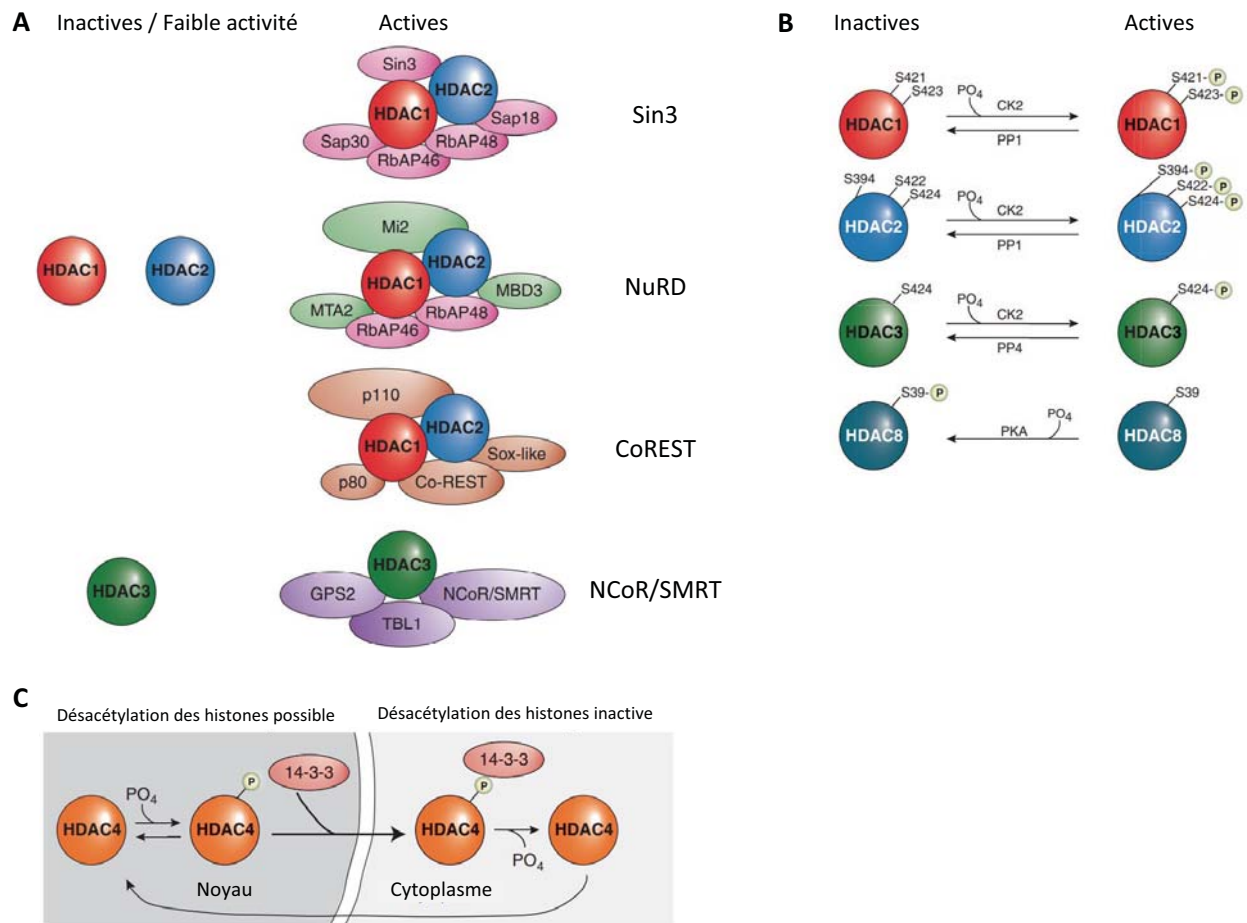 A Inactives / Faible activité Actives
Sin3
HDAC2
HDAC1
Sap18
Sap30
RbAP48
RbAP46
Sin3
Mi2
HDAC2
HDAC1
MBD3
MTA2
RbAP48
RbAP46
NuRD
HDAC1 HDAC2
p110
HDAC2
HDAC1
Sox-like
p80
Co-REST
CoREST
HDAC3
HDAC3
GPS2
NCoR/SMRT
TBL1
NCoR/SMRT
B Inactives Actives
S421
S423
HDAC1
PO4
CK2
PP1
S421-P
S423-P
HDAC1
S394
S422
S424
HDAC2
PO4
CK2
PP1
S394-P
S422-P
S424-P
HDAC2
S424
HDAC3
PO4
CK2
PP4
S424-P
HDAC3
S39-P
HDAC8
PKA
PO4
S39
HDAC8
C
Désacétylation des histones possible
Désacétylation des histones inactive
HDAC4
PO4
P
HDAC4
14-3-3
14-3-3
P
HDAC4
PO4
HDAC4
Noyau
Cytoplasme